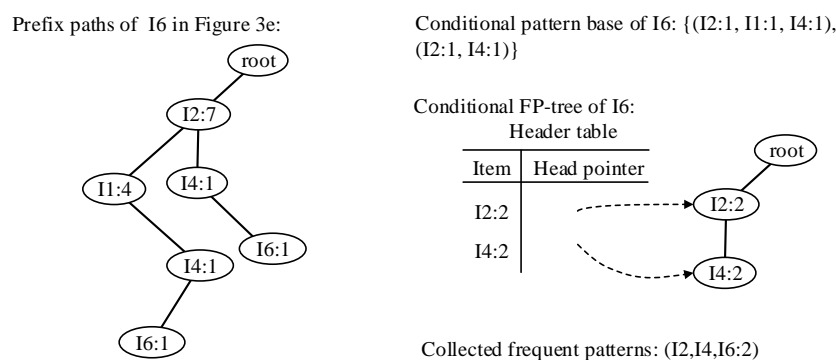 Prefix paths of I6 in Figure 3e:
root
I2:7
I1:4
I4:1
I6:1
I4:1
I6:1
Conditional pattern base of I6: {(I2:1, I1:1, I4:1),
(I2:1, I4:1)}
Conditional FP-tree of I6:
Header table
Item Head pointer
I2:2
I4:2
root
I2:2
I4:2
Collected frequent patterns: (I2,I4,I6:2)